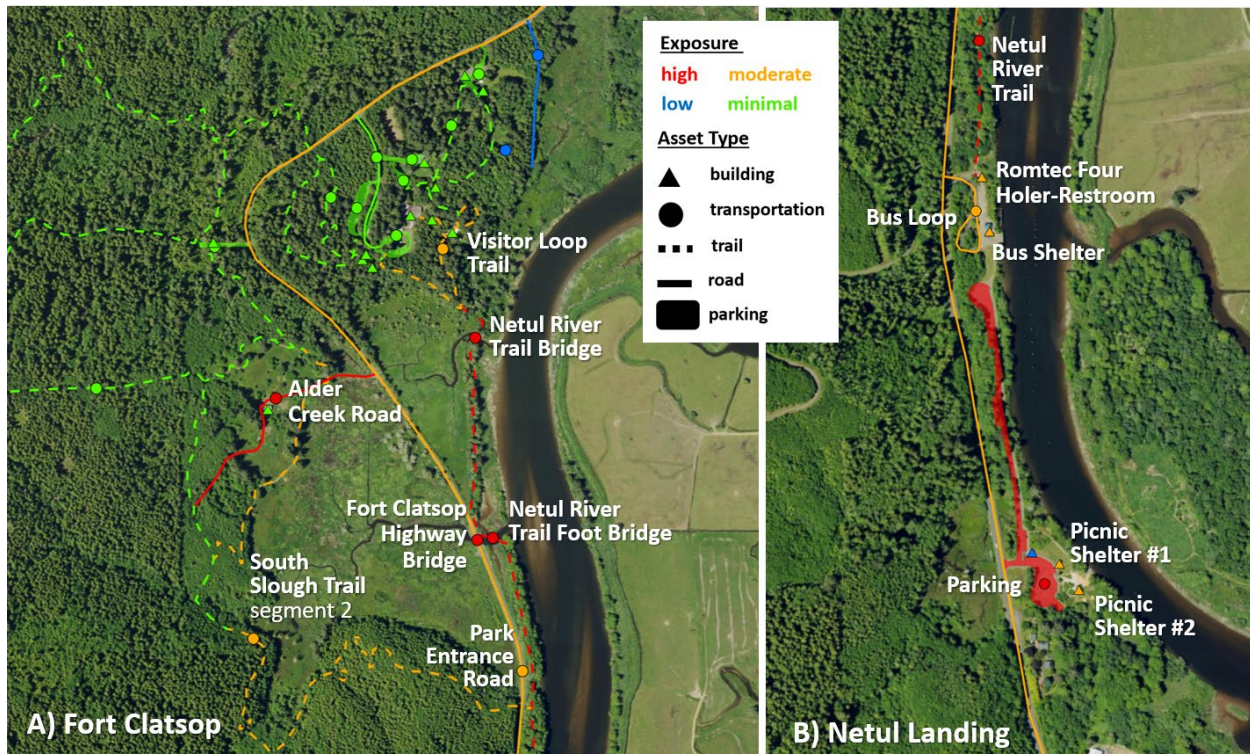 Visitor Loop
Trail
Netul River
Trail Bridge
Alder
Creek Road
Fort Clatsop
Highway
Bridge
Netul River
Trail Foot Bridge
South
Slough Trail
segment 2
Park
Entrance
Road
A) Fort Clatsop
Exposure
high moderate
low minimal
Asset Type
building
transportation
trail
road
parking
Netul
River
Trail
Romtec Four
Holer-Restroom
Bus Loop
Bus Shelter
Picnic
Shelter #1
Parking
Picnic
Shelter #2
B) Netul Landing